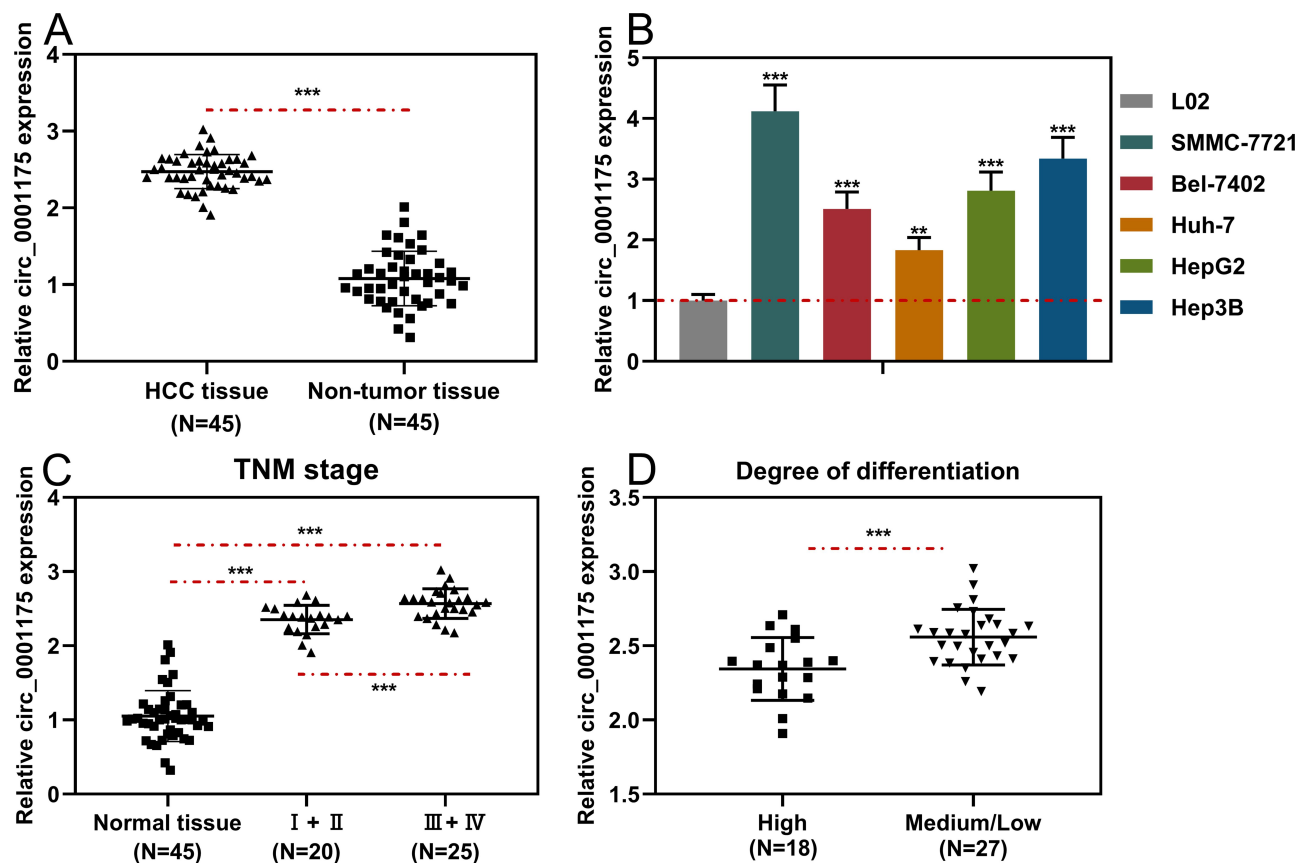 A
Relative circ_0001175 expression
4
3
2
1
0
***
HCC tissue
(N=45)
Non-tumor tissue
(N=45)
B
Relative circ_0001175 expression
5
4
3
2
1
0
***
***
**
***
***
L02
SMMC-7721
Bel-7402
Huh-7
HepG2
Hep3B
C
TNM stage
Relative circ_0001175 expression
4
3
2
1
0
***
***
***
Normal tissue
(N=45)
Ⅰ + Ⅱ
(N=20)
Ⅲ + Ⅳ
(N=25)
D
Degree of differentiation
Relative circ_0001175 expression
3.5
3.0
2.5
2.0
1.5
***
High
(N=18)
Medium/Low
(N=27)